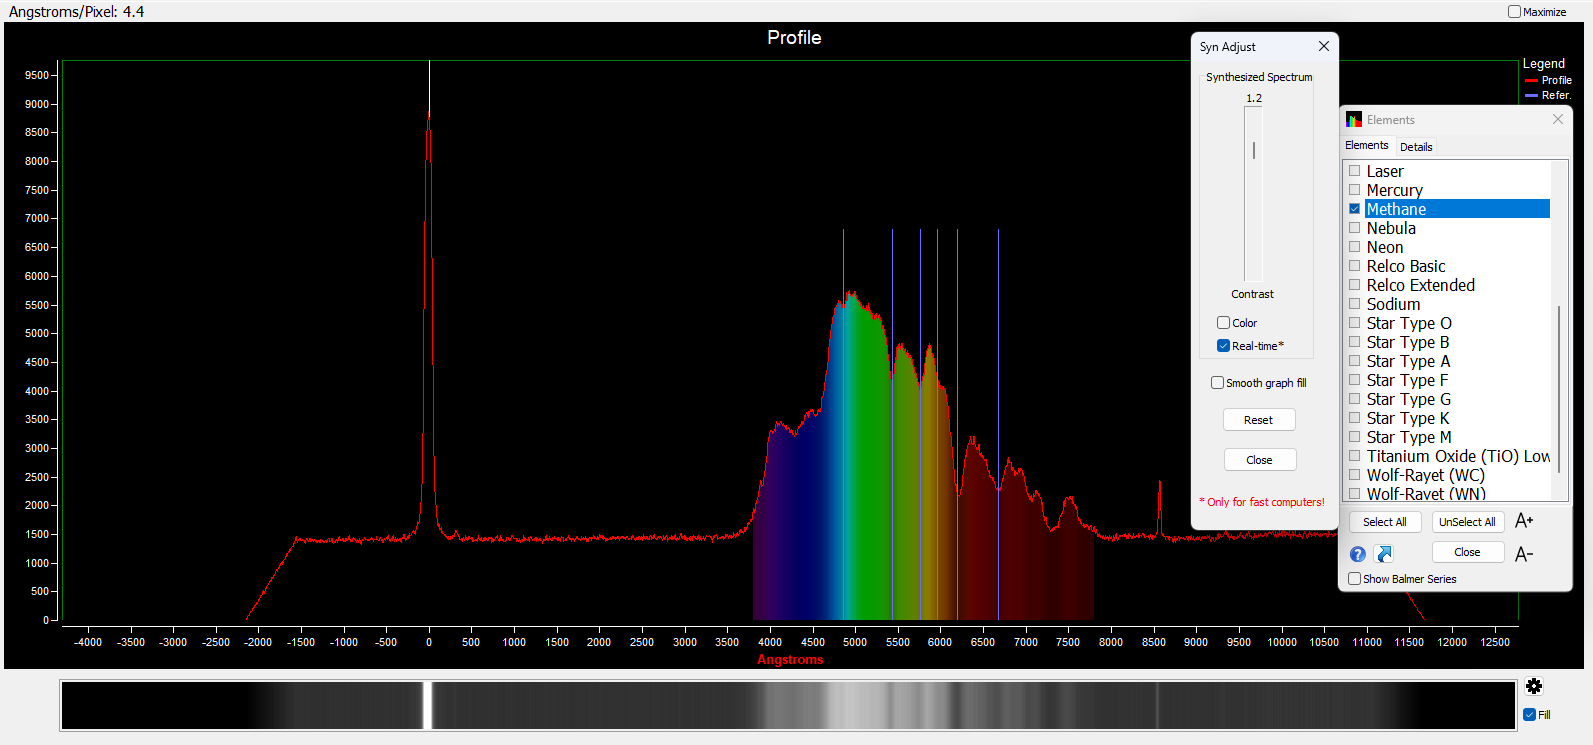 Angstroms/Pixel: 4.4
Maximize
Profile
Legend
Profile
Refer.
9500
9000
8500
8000
7500
7000
6500
6000
5500
5000
4500
4000
3500
3000
2500
2000
1500
1000
500
0
-4000 -3500 -3000 -2500 -2000 -1500 -1000 -500 0 500 1000 1500 2000 2500 3000 3500 4000 4500 5000 5500 6000 6500 7000 7500 8000 8500 9000 9500 10000 10500 11000 11500 12000 12500
Angstroms
Syn Adjust
Synthesized Spectrum
1.2
Contrast
Color
Real-time*
Smooth graph fill
Reset
Close
* Only for fast computers!
Elements
Elements Details
Laser
Mercury
Methane
Nebula
Neon
Relco Basic
Relco Extended
Sodium
Star Type O
Star Type B
Star Type A
Star Type F
Star Type G
Star Type K
Star Type M
Titanium Oxide (TiO) Low
Wolf-Rayet (WC)
Wolf-Rayet (WN)
Select All UnSelect All A+
? Close A-
Show Balmer Series
Fill